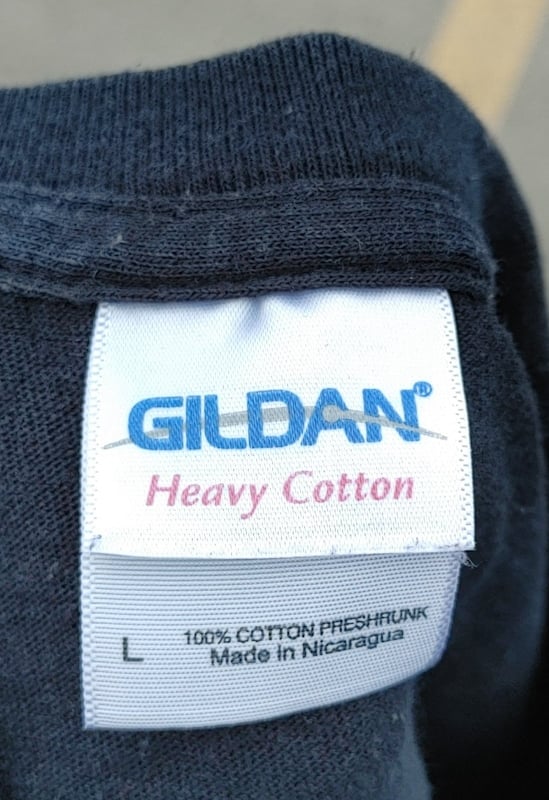 GILDAN®
Heavy Cotton
L
100% COTTON PRESHRUNK
Made in Nicaragua